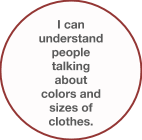 I can
understand
people
talking
about
colors and
sizes of
clothes.